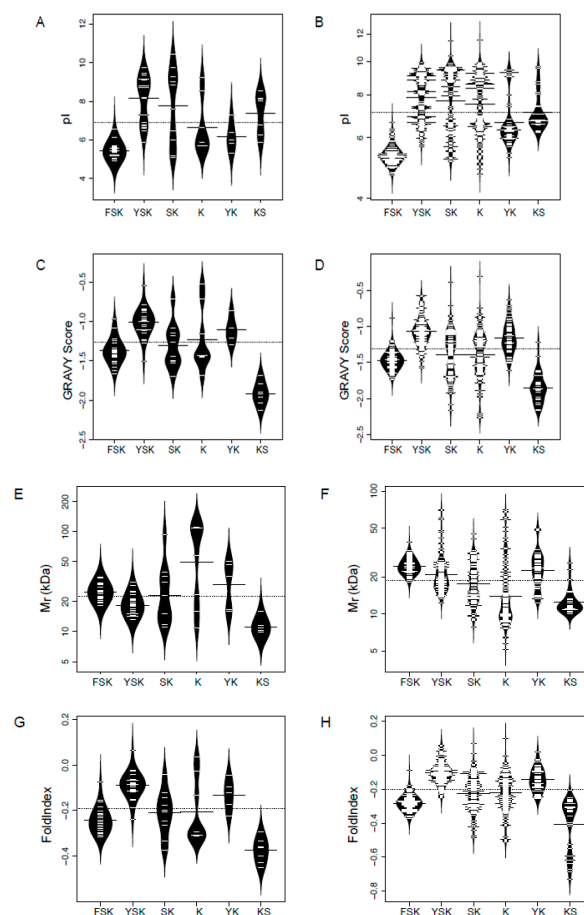 A
B
pI
12
10
8
6
4
FSK YSK SK K YK KS
pI
12
10
8
6
4
FSK YSK SK K YK KS
C
D
GRAVY Score
-0.5
-1.0
-1.5
-2.0
-2.5
FSK YSK SK K YK KS
GRAVY Score
-0.5
-1.0
-1.5
-2.0
-2.5
FSK YSK SK K YK KS
E
F
Mr (kDa)
200
100
50
20
10
5
FSK YSK SK K YK KS
Mr (kDa)
100
50
20
10
5
FSK YSK SK K YK KS
G
H
FoldIndex
0.2
0.0
-0.2
-0.4
FSK YSK SK K YK KS
FoldIndex
0.2
0.0
-0.2
-0.4
-0.6
-0.8
FSK YSK SK K YK KS